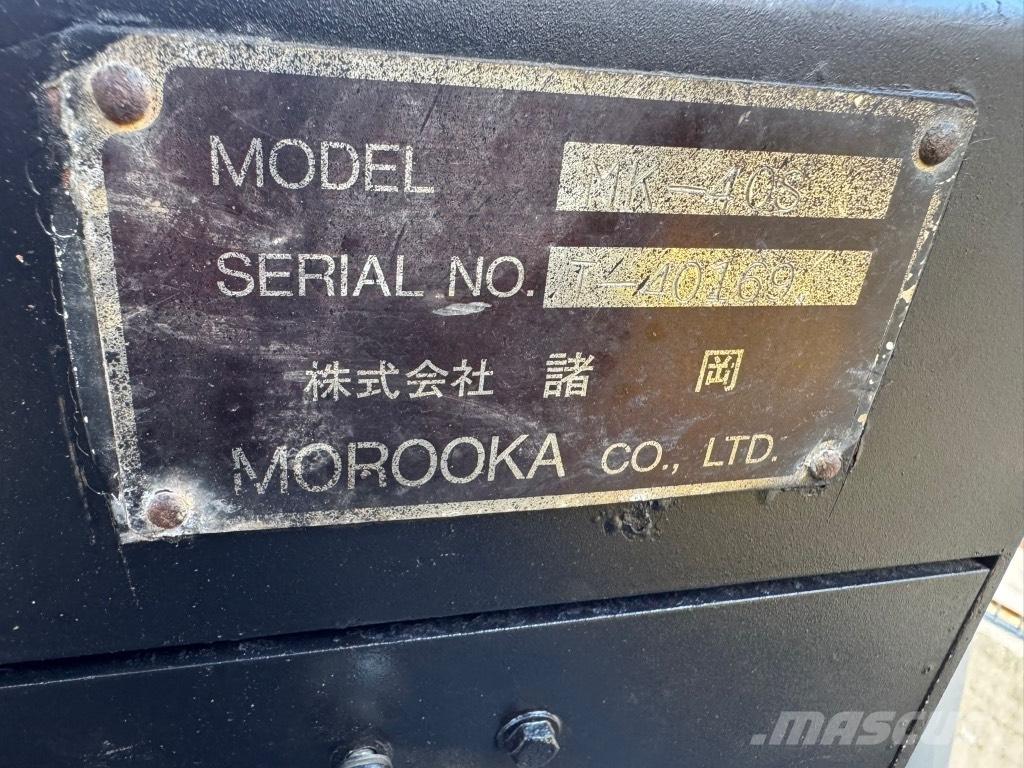 MODEL MK-40S
SERIAL NO. T-40169.
株式会社 諸 岡
MOROOKA CO., LTD.
MASCUS